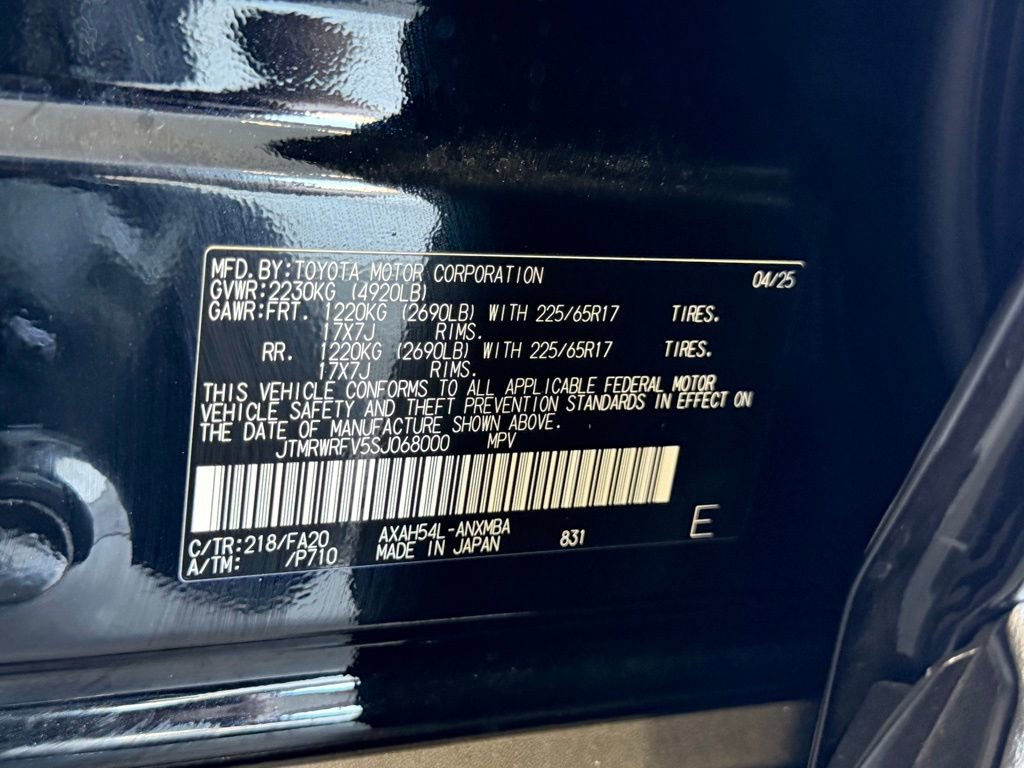 MFD.BY:TOYOTA MOTOR CORPORATION 04/25
GVWR:2230KG (4920LB)
GAWR:FRT. 1220KG (2690LB) WITH 225/65R17 TIRES.
17X7J RIMS.
RR. 1220KG (2690LB) WITH 225/65R17 TIRES.
17X7J RIMS.
THIS VEHICLE CONFORMS TO ALL APPLICABLE FEDERAL MOTOR
VEHICLE SAFETY AND THEFT PREVENTION STANDARDS IN EFFECT ON
THE DATE OF MANUFACTURE SHOWN ABOVE.
JTMRWRFV5SJ068000 MPV
C/TR:218/FA20 AXAH54L-ANXMBA 831 E
A/TM: /P710 MADE IN JAPAN